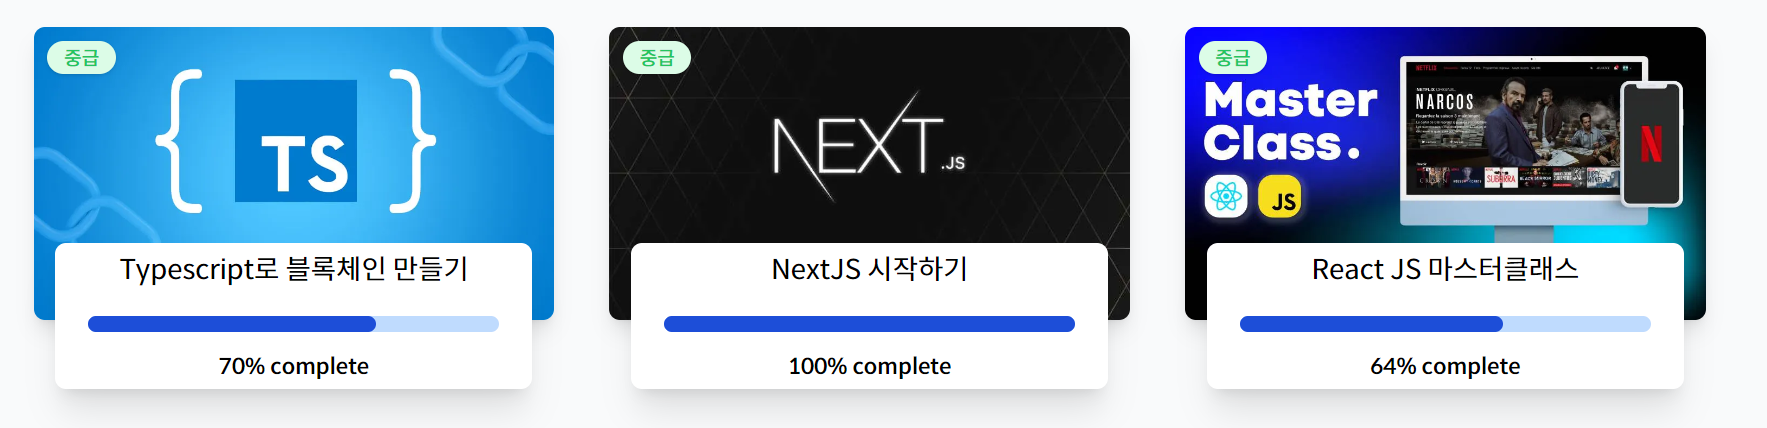 중급
{ TS }
Typescript로 블록체인 만들기
70% complete
중급
NEXT.JS
NextJS 시작하기
100% complete
중급
Master
Class.
JS
NETFLIX
NARCOS
N
React JS 마스터클래스
64% complete